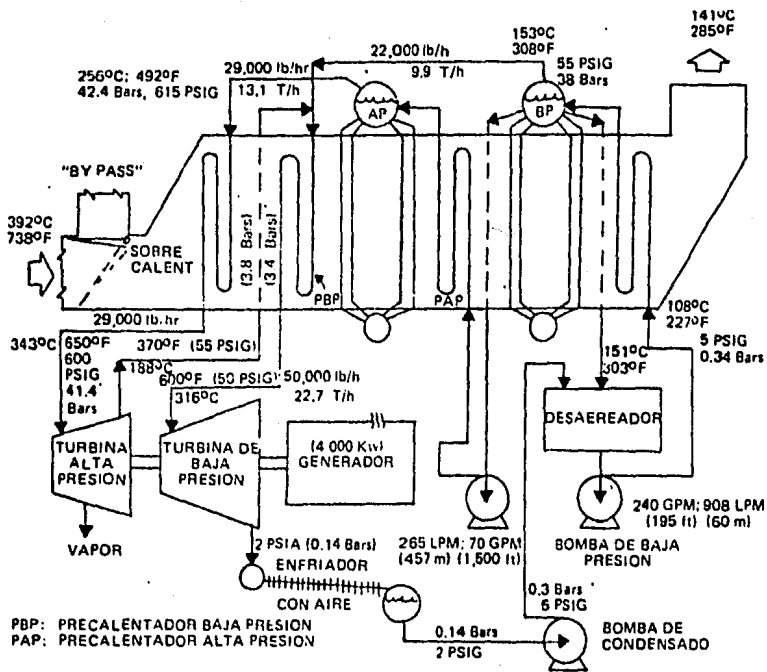 141ºC
285ºF
153ºC
308ºF
22,000 lb/h
9.9 T/h
55 PSIG
38 Bars
256ºC; 492ºF
42.4 Bars, 615 PSIG
29,000 lb/hr
13.1 T/h
AP
BP
"BY PASS"
392ºC
738ºF
SOBRE
CALENT
(3.8 Bars)
(3.4 Bars)
PBP
PAP
108ºC
227ºF
5 PSIG
0.34 Bars
29,000 lb.hr
343ºC
650ºF
600
PSIG
41.4
Bars
370ºF (55 PSIG)
188ºC
600ºF (50 PSIG)
316ºC
50,000 lb/h
22.7 T/h
151ºC
303ºF
DESAEREADOR
TURBINA
ALTA
PRESION
TURBINA DE
BAJA
PRESION
(4 000 Kw)
GENERADOR
VAPOR
2 PSIA (0.14 Bars)
ENFRIADOR
CON AIRE
265 LPM; 70 GPM
(457 m) (1,500 ft)
240 GPM; 908 LPM
(195 ft) (60 m)
BOMBA DE BAJA
PRESION
0.3 Bars
5 PSIG
0.14 Bars
2 PSIG
BOMBA DE
CONDENSADO
PBP: PRECALENTADOR BAJA PRESION
PAP: PRECALENTADOR ALTA PRESION